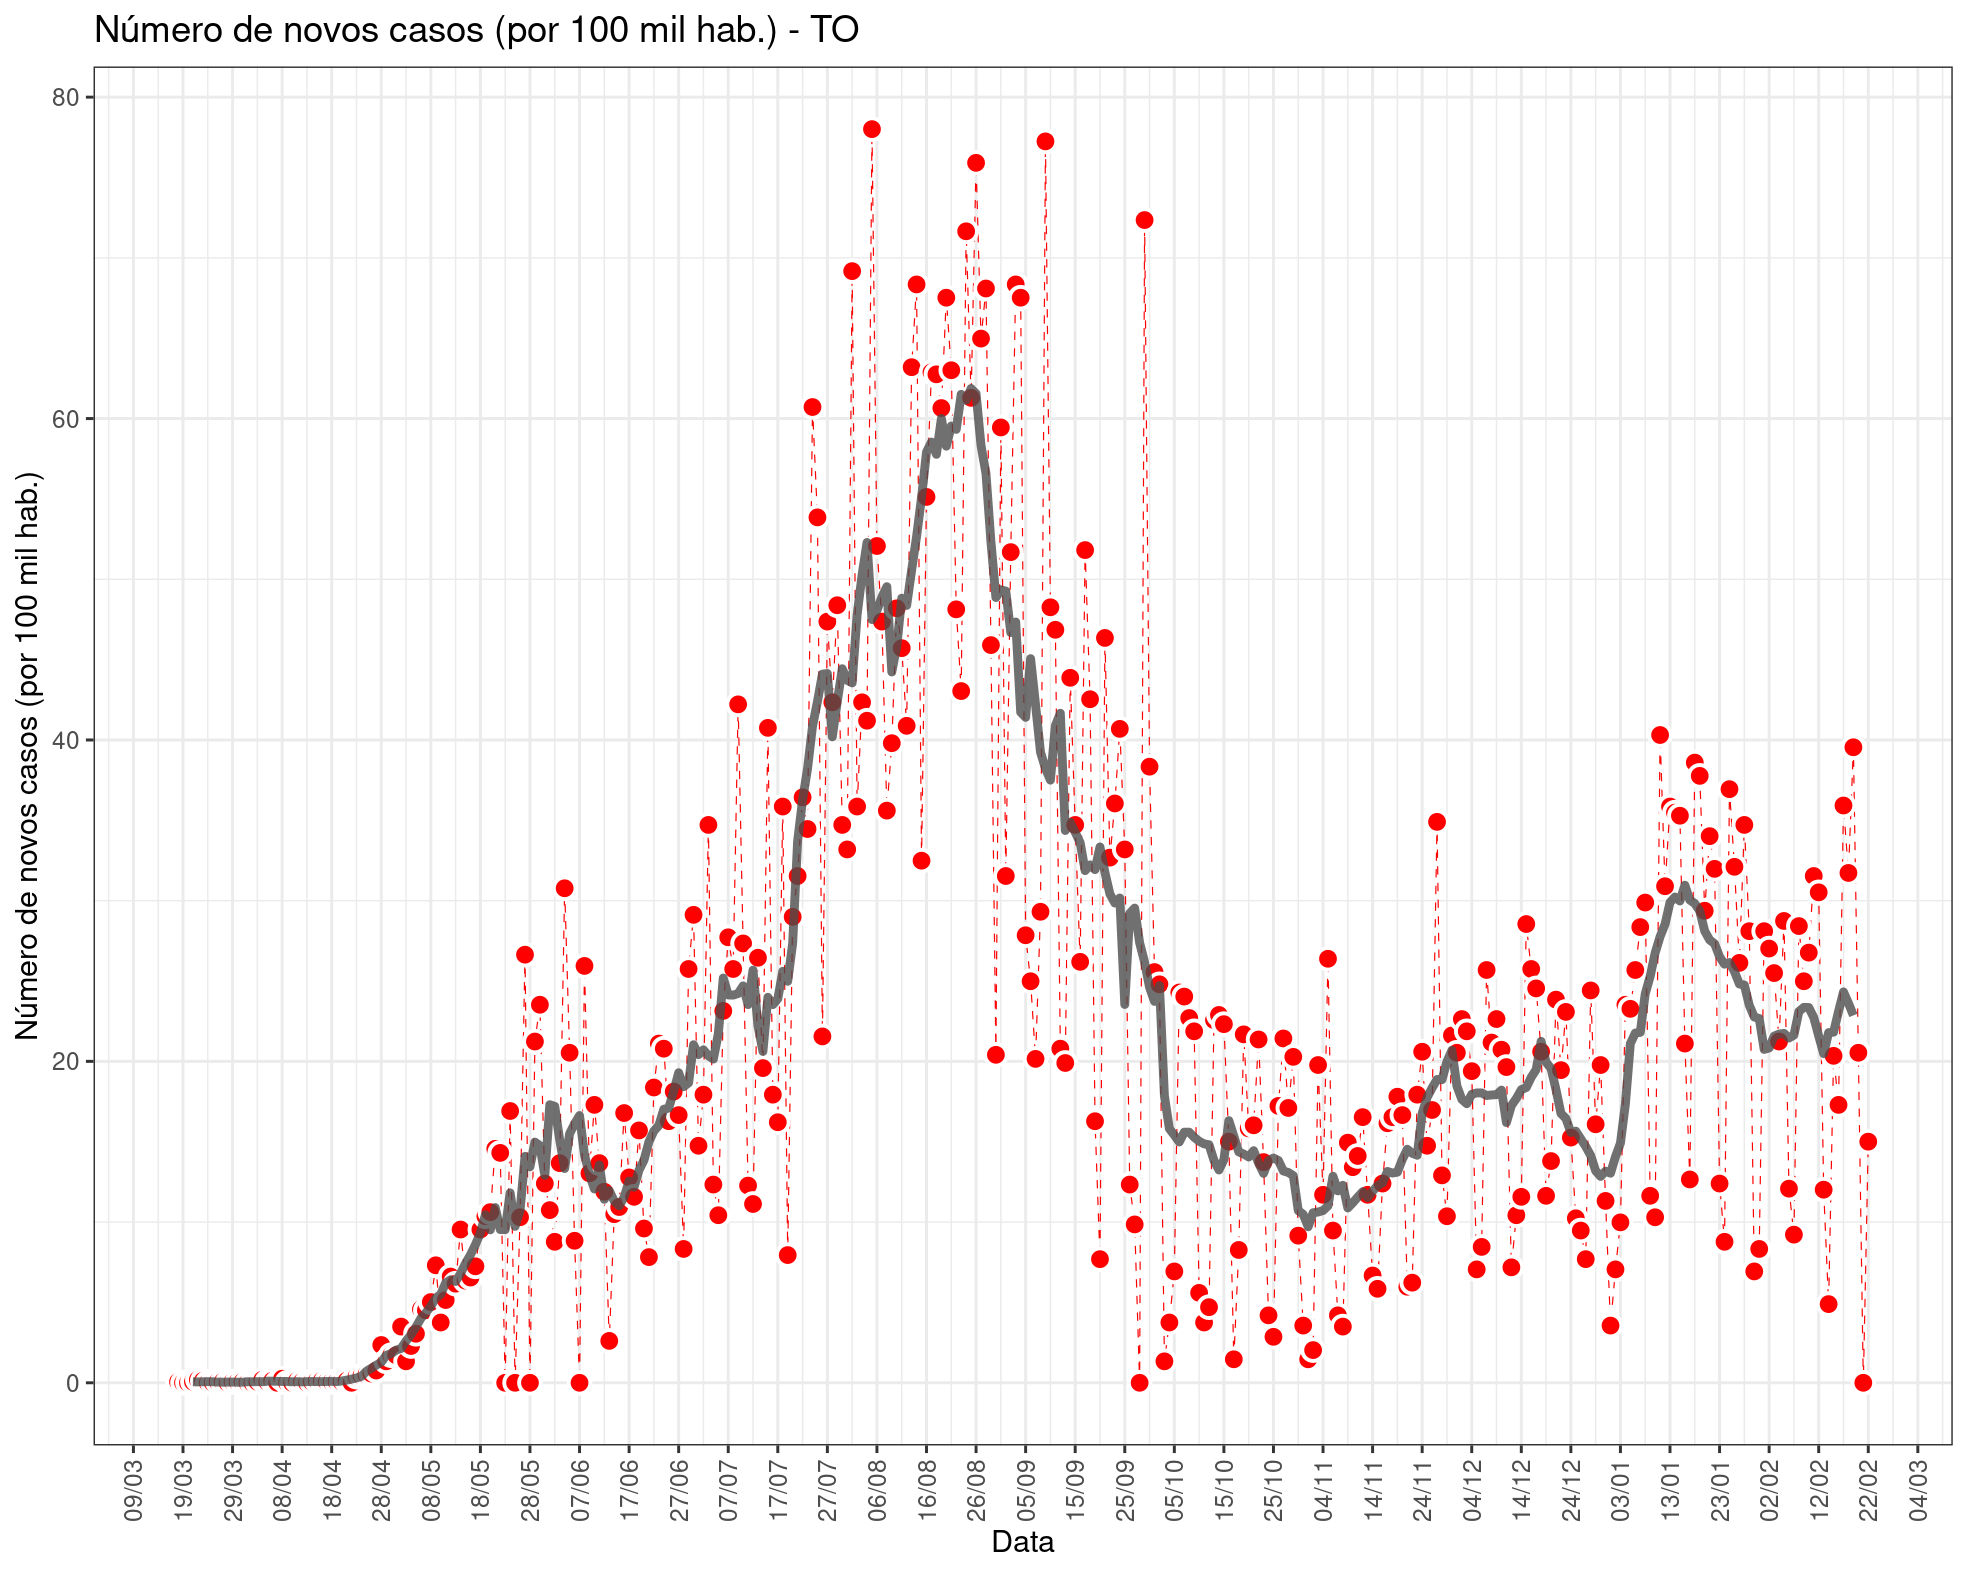 Número de novos casos (por 100 mil hab.) - TO
Número de novos casos (por 100 mil hab.)
80
60
40
20
0
09/03 19/03 29/03 08/04 18/04 28/04 08/05 18/05 28/05 07/06 17/06 27/06 07/07 17/07 27/07 06/08 16/08 26/08 05/09 15/09 25/09 05/10 15/10 25/10 04/11 14/11 24/11 04/12 14/12 24/12 03/01 13/01 23/01 02/02 12/02 22/02 04/03
Data